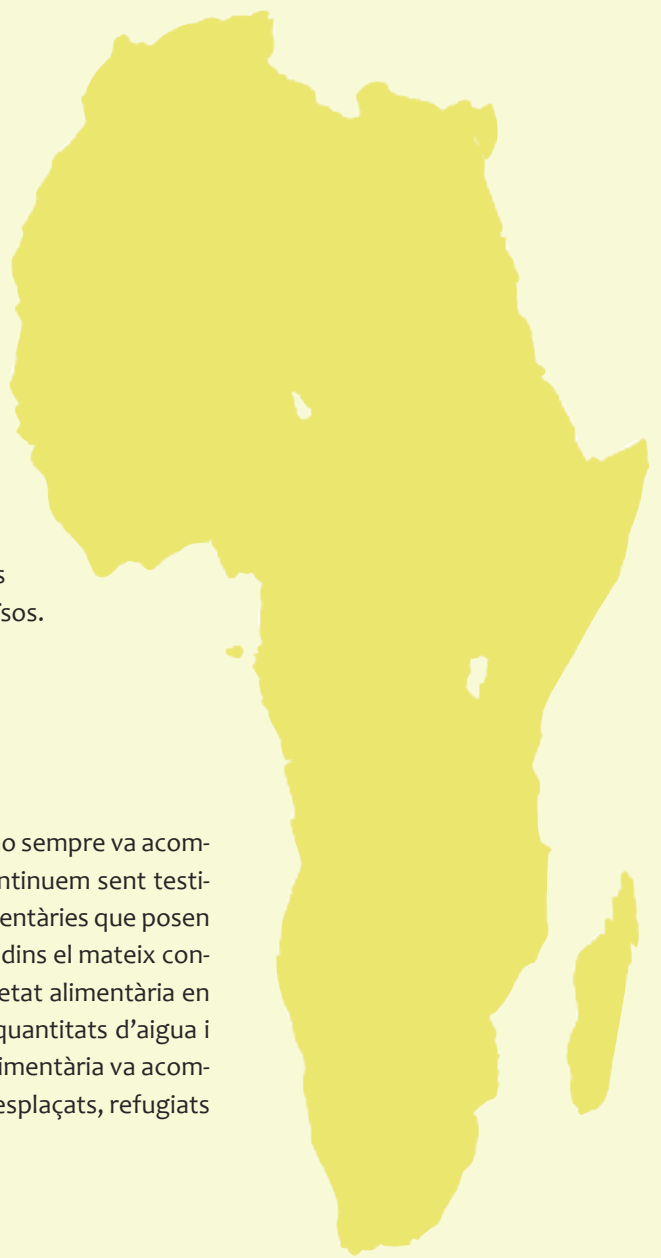 s
ïsos.
o sempre va acom-
ntinuem sent testi-
entàries que posen
dins el mateix con-
etat alimentària en
quantitats d'aigua i
imentària va acom-
esplaçats, refugiats